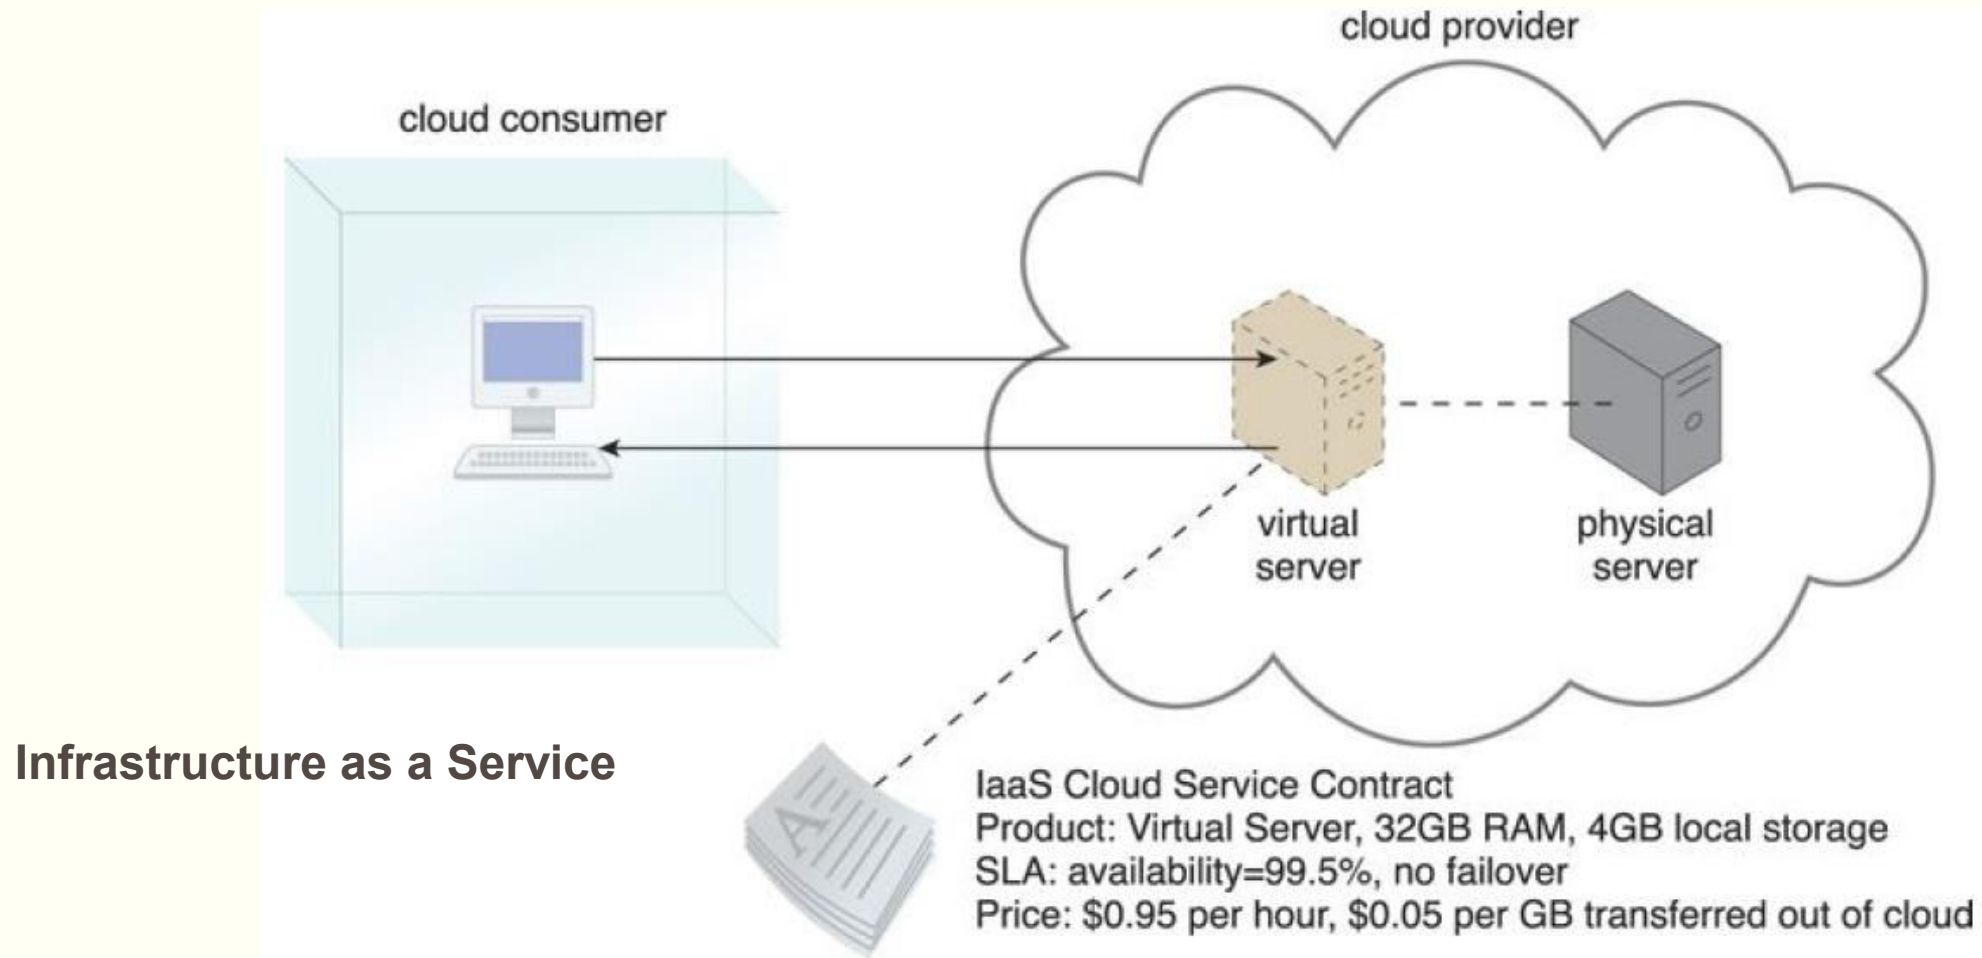 cloud provider
cloud consumer
virtual
server
physical
server
Infrastructure as a Service
A
IaaS Cloud Service Contract
Product: Virtual Server, 32GB RAM, 4GB local storage
SLA: availability=99.5%, no failover
Price: $0.95 per hour, $0.05 per GB transferred out of cloud